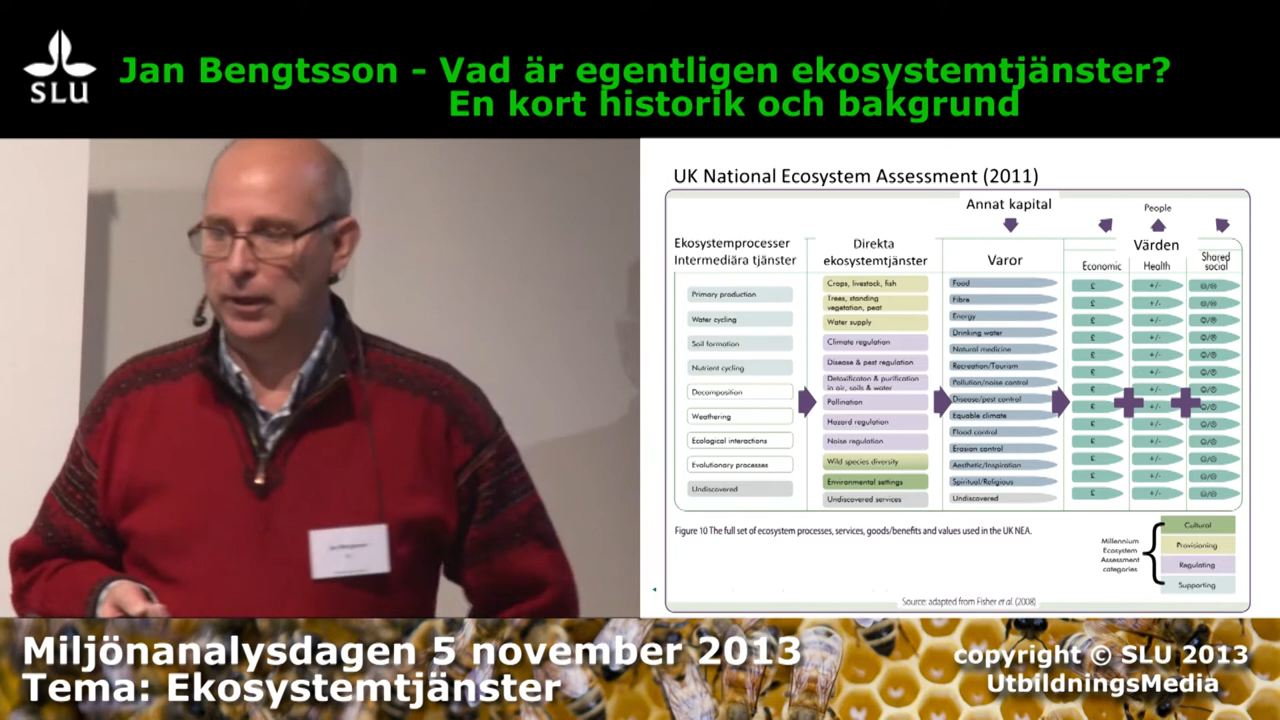 SLU
Jan Bengtsson - Vad är egentligen ekosystemtjänster?
En kort historik och bakgrund
UK National Ecosystem Assessment (2011)
Annat kapital
People
Ekosystemprocesser
Intermediära tjänster
Direkta
ekosystemtjänster
Varor
Värden
Economic
Health
Shared
social
Primary production
Water cycling
Soil formation
Nutrient cycling
Decomposition
Weathering
Ecological interactions
Evolutionary processes
Undiscovered
Crops, livestock, fish
Trees, standing
vegetation, peat
Water supply
Climate regulation
Disease & pest regulation
Detoxification & purification
in air, soils & water
Pollination
Hazard regulation
Noise regulation
Wild species diversity
Environmental settings
Undiscovered services
Food
Fibre
Energy
Drinking water
Natural medicine
Recreation/Tourism
Pollution/noise control
Disease/pest control
Equable climate
Flood control
Erosion control
Aesthetic/Inspiration
Spiritual/Religious
Undiscovered
£ +/- ☺/☹
£ +/- ☺/☹
£ +/- ☺/☹
£ +/- ☺/☹
£ +/- ☺/☹
£ +/- ☺/☹
£ +/- ☺/☹
£ +/- ☺/☹
£ +/- ☺/☹
£ +/- ☺/☹
£ +/- ☺/☹
£ +/- ☺/☹
£ +/- ☺/☹
Figure 10 The full set of ecosystem processes, services, goods/benefits and values used in the UK NEA.
Millennium
Ecosystem
Assessment
categories
Cultural
Provisioning
Regulating
Supporting
Source: adapted from Fisher et al. (2008)
Miljönanalysdagen 5 november 2013
Tema: Ekosystemtjänster
copyright © SLU 2013
UtbildningsMedia